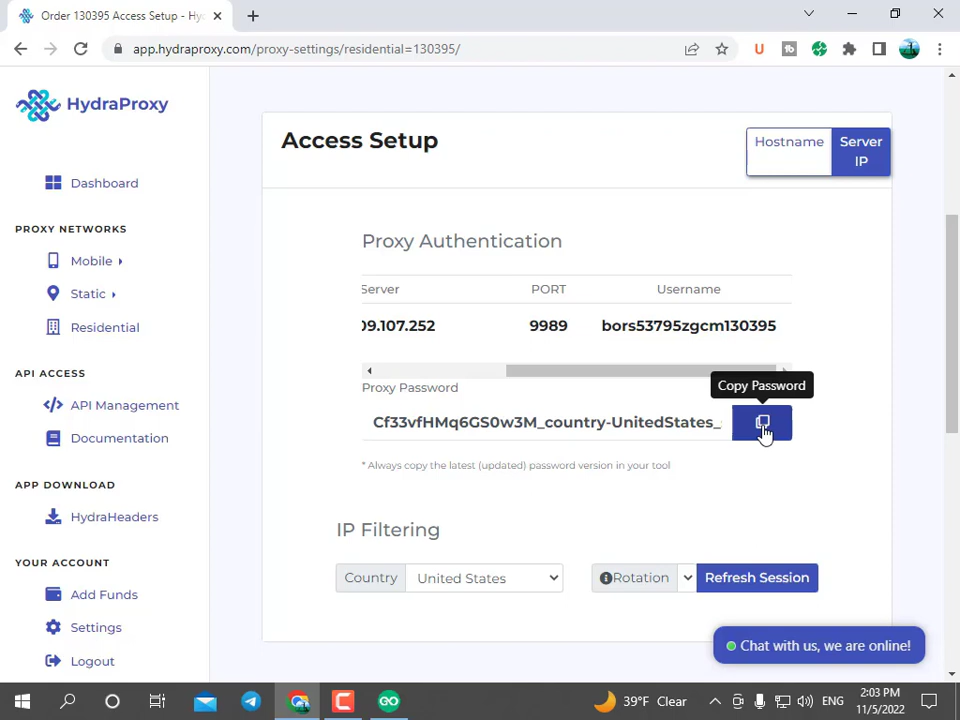 Order 130395 Access Setup - Hy
app.hydraproxy.com/proxy-settings/residential=130395/
HydraProxy
Dashboard
PROXY NETWORKS
Mobile
Static
Residential
API ACCESS
API Management
Documentation
APP DOWNLOAD
HydraHeaders
YOUR ACCOUNT
Add Funds
Settings
Logout
Access Setup
Hostname
Server
IP
Proxy Authentication
Server PORT Username
09.107.252 9989 bors53795zgcm130395
Proxy Password
Copy Password
Cf33vfHMq6GS0w3M_country-UnitedStates_
* Always copy the latest (updated) password version in your tool
IP Filtering
Country United States Rotation Refresh Session
Chat with us, we are online!
39°F Clear
ENG
2:03 PM
11/5/2022